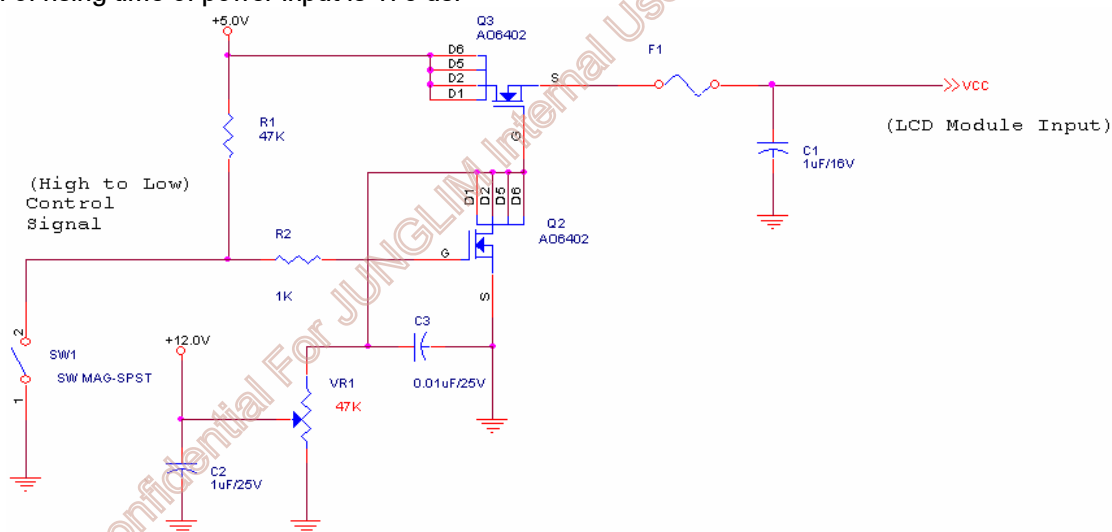 +5.0V
Q3
AO6402
D6
D5
D2
D1
S
G
F1
VCC
(LCD Module Input)
C1
1uF/16V
R1
47K
(High to Low)
Control
Signal
R2
1K
D1
D2
D5
D6
Q2
AO6402
G
S
2
SW1
SW MAG-SPST
1
+12.0V
C3
0.01uF/25V
VR1
47K
C2
1uF/25V
Confidential For JUNGLIM Internal Use